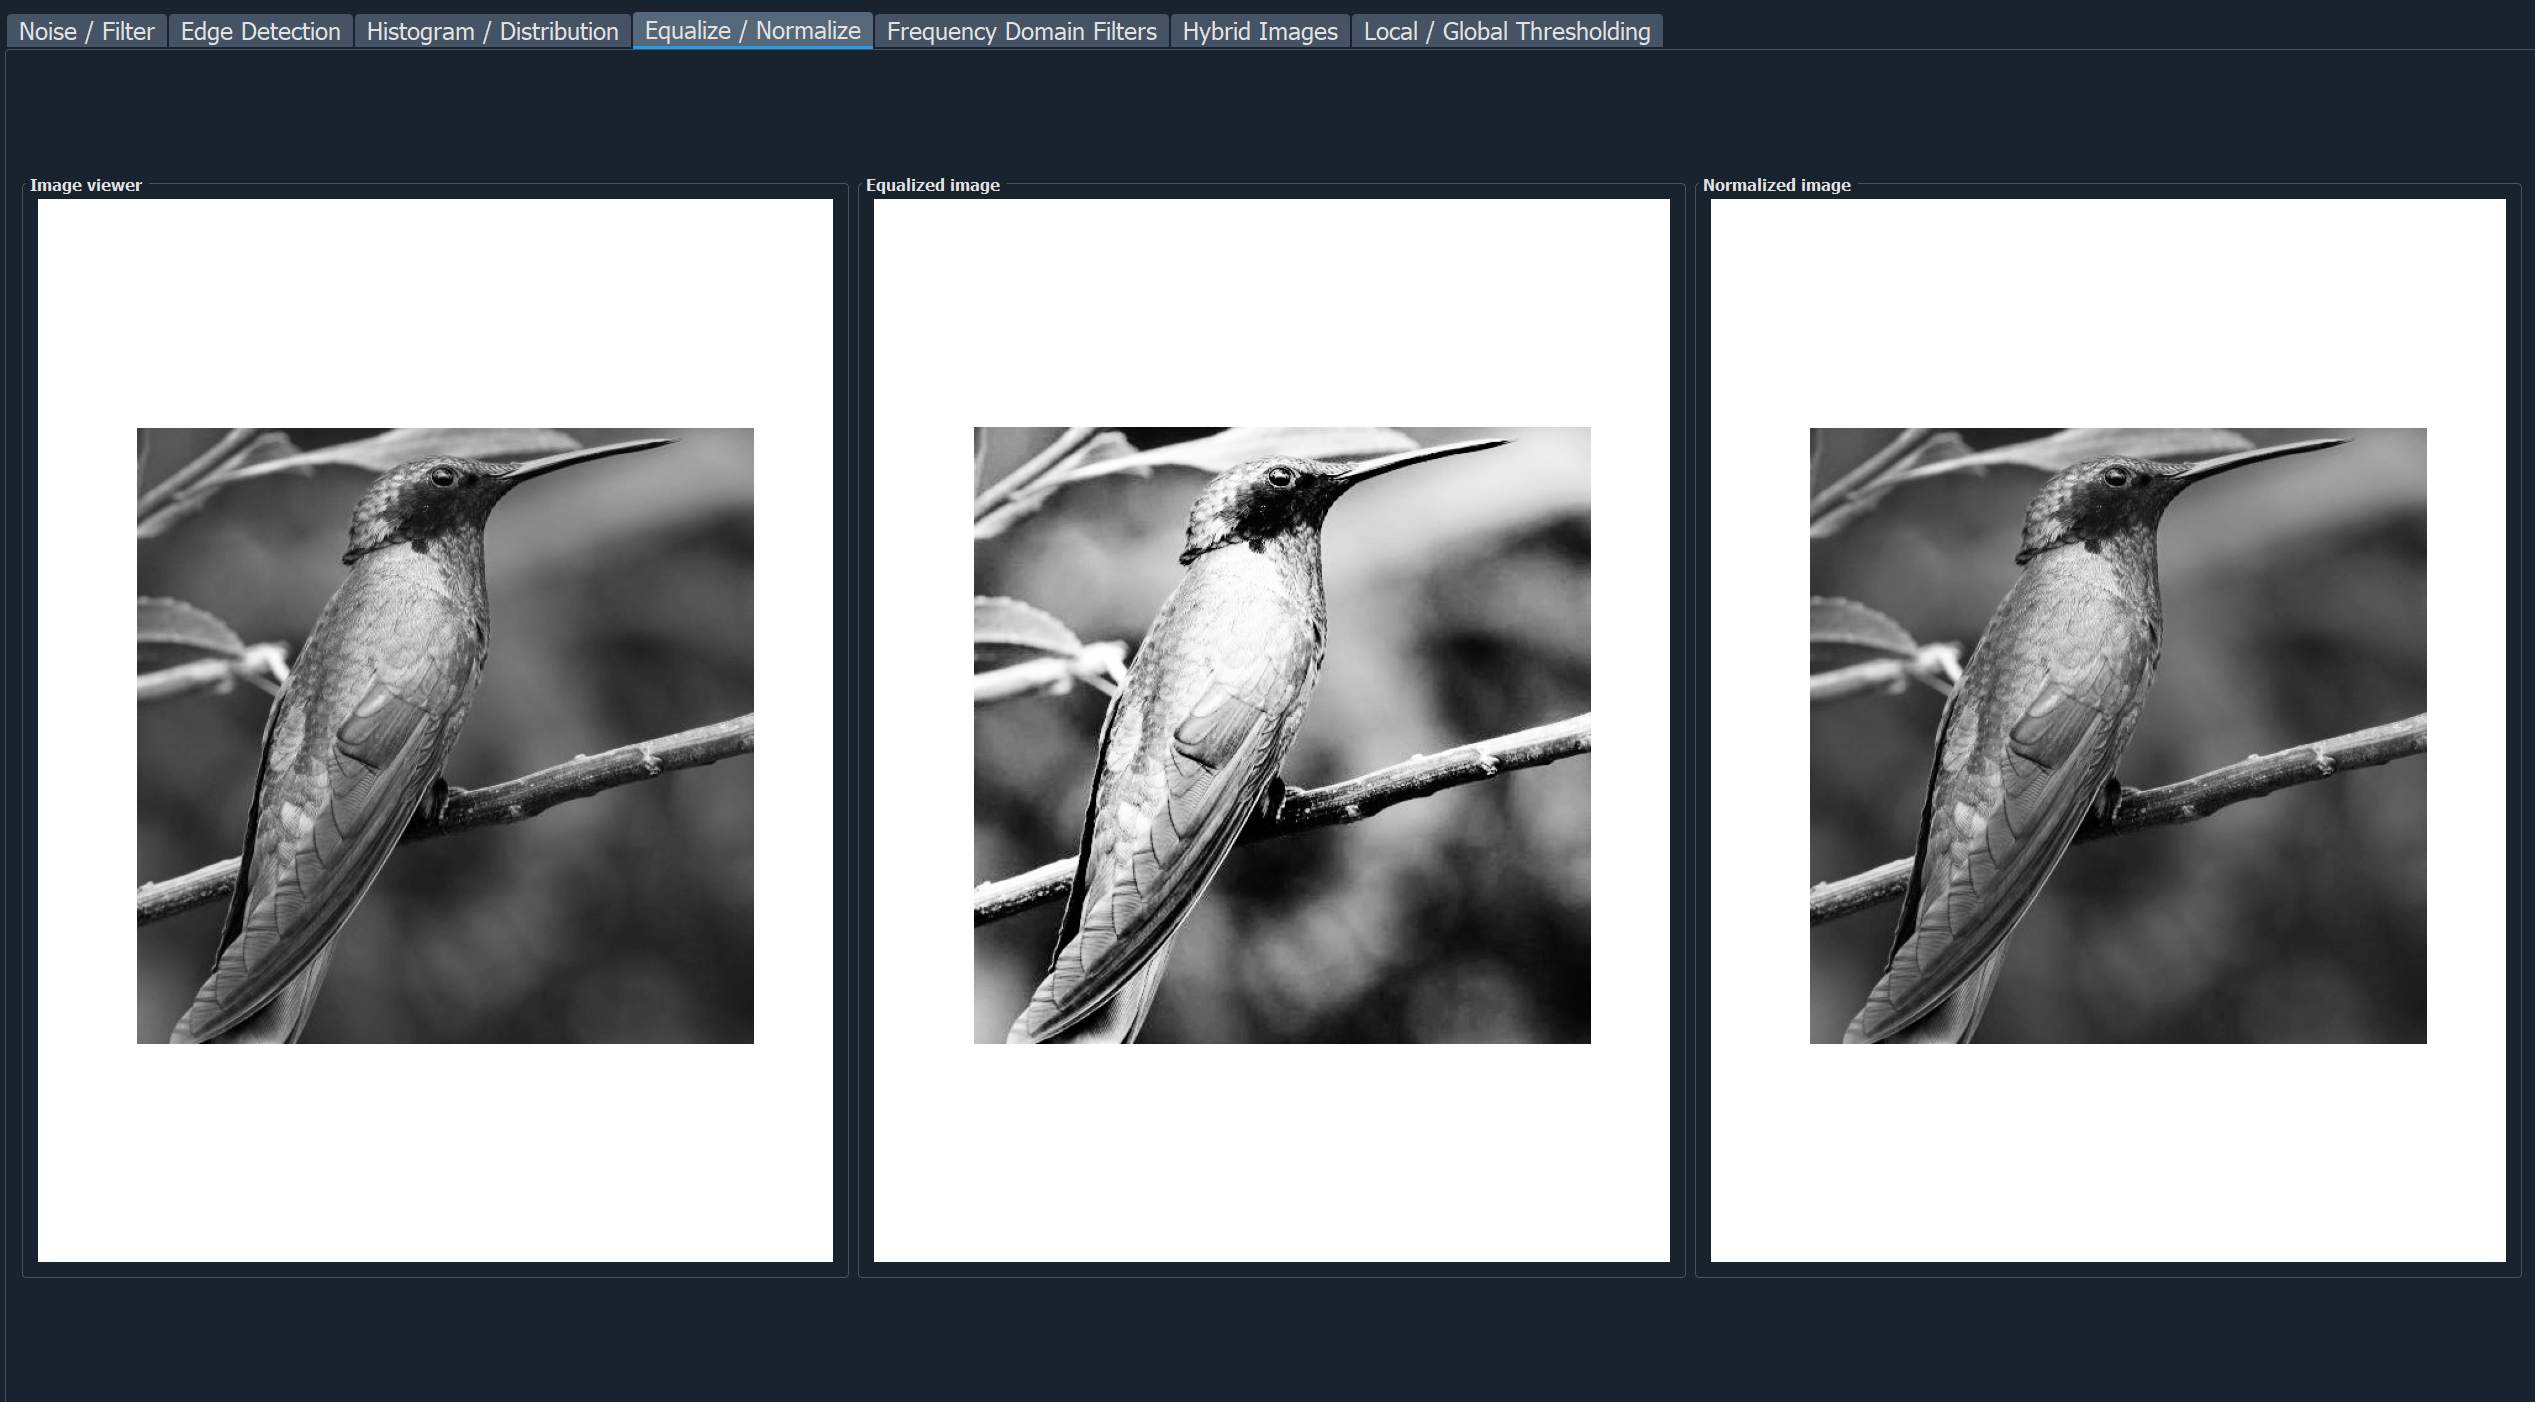 Noise / Filter Edge Detection Histogram / Distribution Equalize / Normalize Frequency Domain Filters Hybrid Images Local / Global Thresholding
Image viewer Equalized image Normalized image